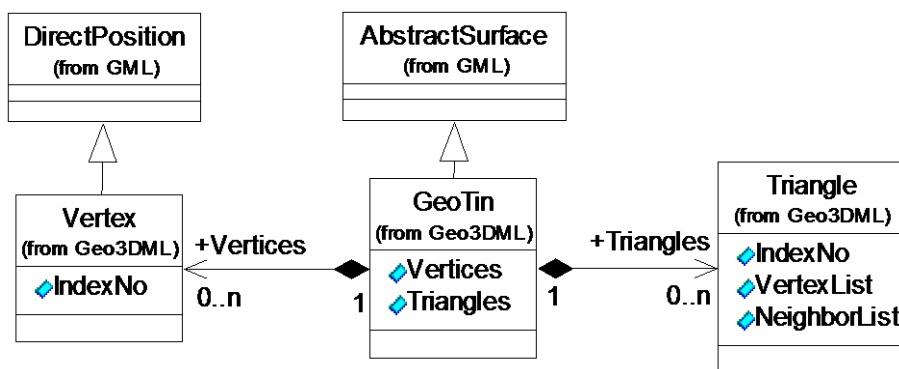 DirectPosition
(from GML)
AbstractSurface
(from GML)
Vertex
(from Geo3DML)
IndexNo
+Vertices
0..n
1
GeoTin
(from Geo3DML)
Vertices
Triangles
+Triangles
1
0..n
Triangle
(from Geo3DML)
IndexNo
VertexList
NeighborList